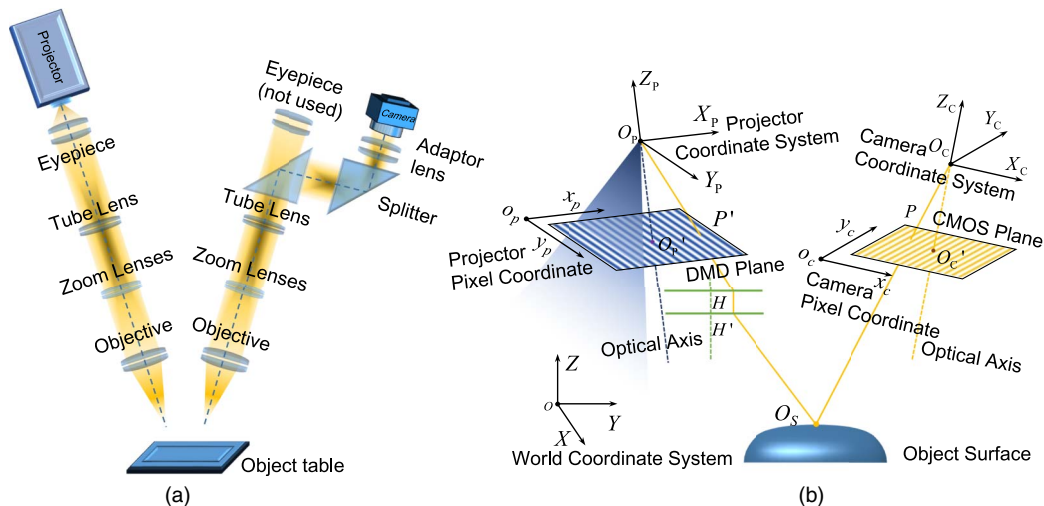 Projector
Eyepiece
Tube Lens
Zoom Lenses
Objective
Eyepiece
(not used)
Camera
Adaptor
lens
Splitter
Tube Lens
Zoom Lenses
Objective
Object table
(a)
Z_P
O_P
X_P
Projector
Coordinate System
Y_P
o_p
x_p
y_p
P'
O_P'
Projector
Pixel Coordinate
DMD Plane
H
H'
Optical Axis
Z
O
Y
X
World Coordinate System
O_S
Object Surface
Z_C
Y_C
O_C
X_C
Camera
Coordinate System
P
CMOS Plane
y_c
O_C'
o_c
x_c
Camera
Pixel Coordinate
Optical Axis
(b)